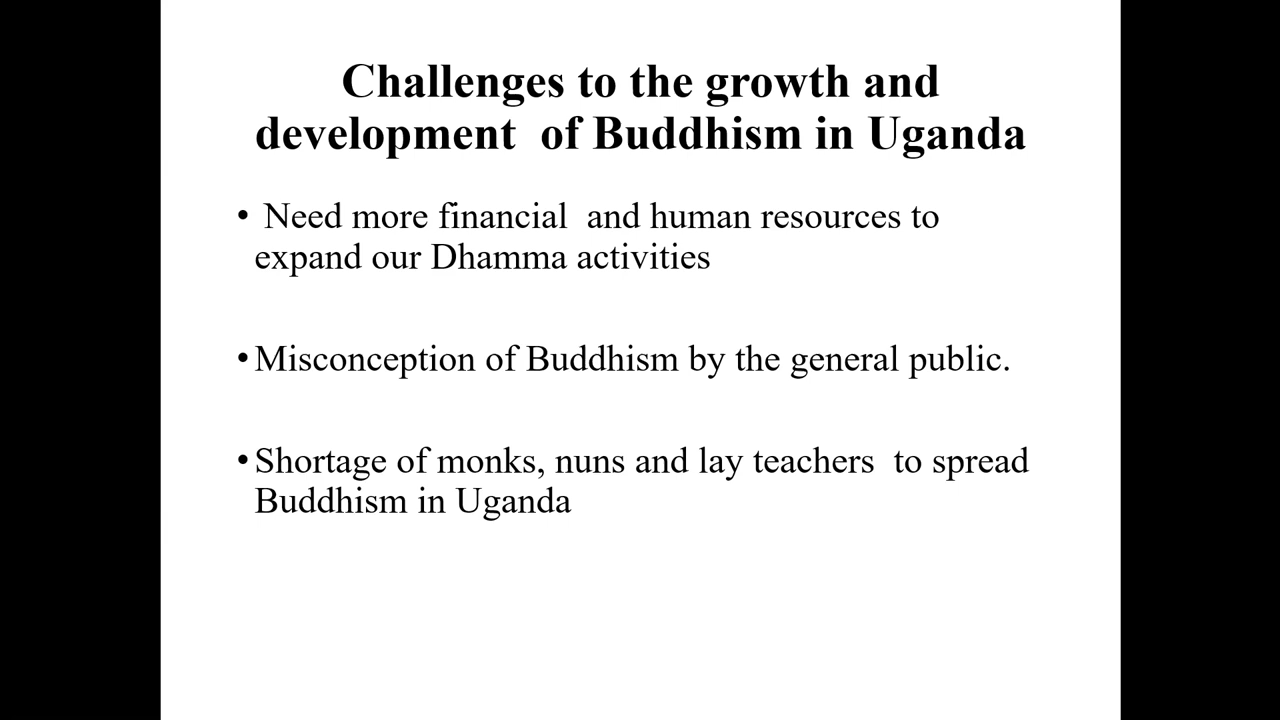 Challenges to the growth and
development  of Buddhism in Uganda
•  Need more financial  and human resources to
expand our Dhamma activities
• Misconception of Buddhism by the general public.
• Shortage of monks, nuns and lay teachers  to spread
Buddhism in Uganda